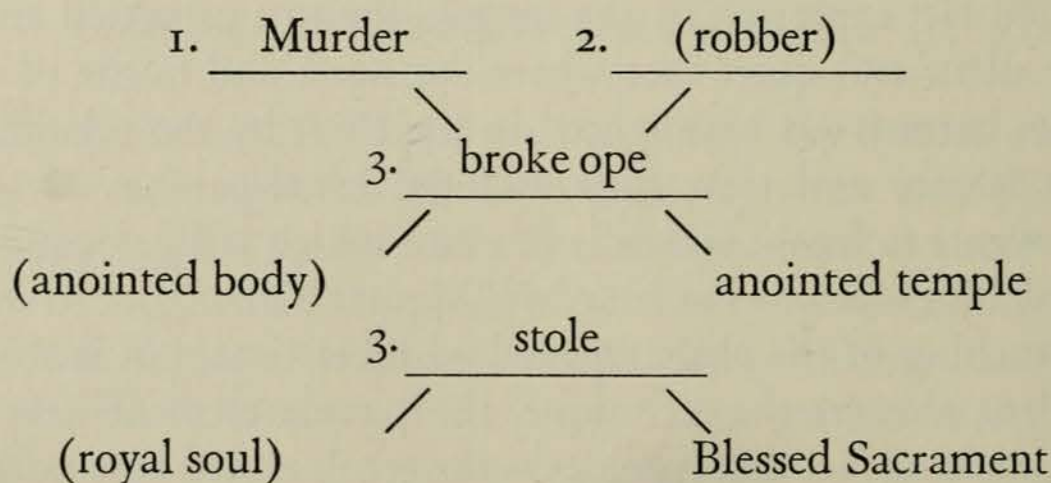 1. Murder 2. (robber)
3. broke ope
(anointed body) anointed temple
3. stole
(royal soul) Blessed Sacrament